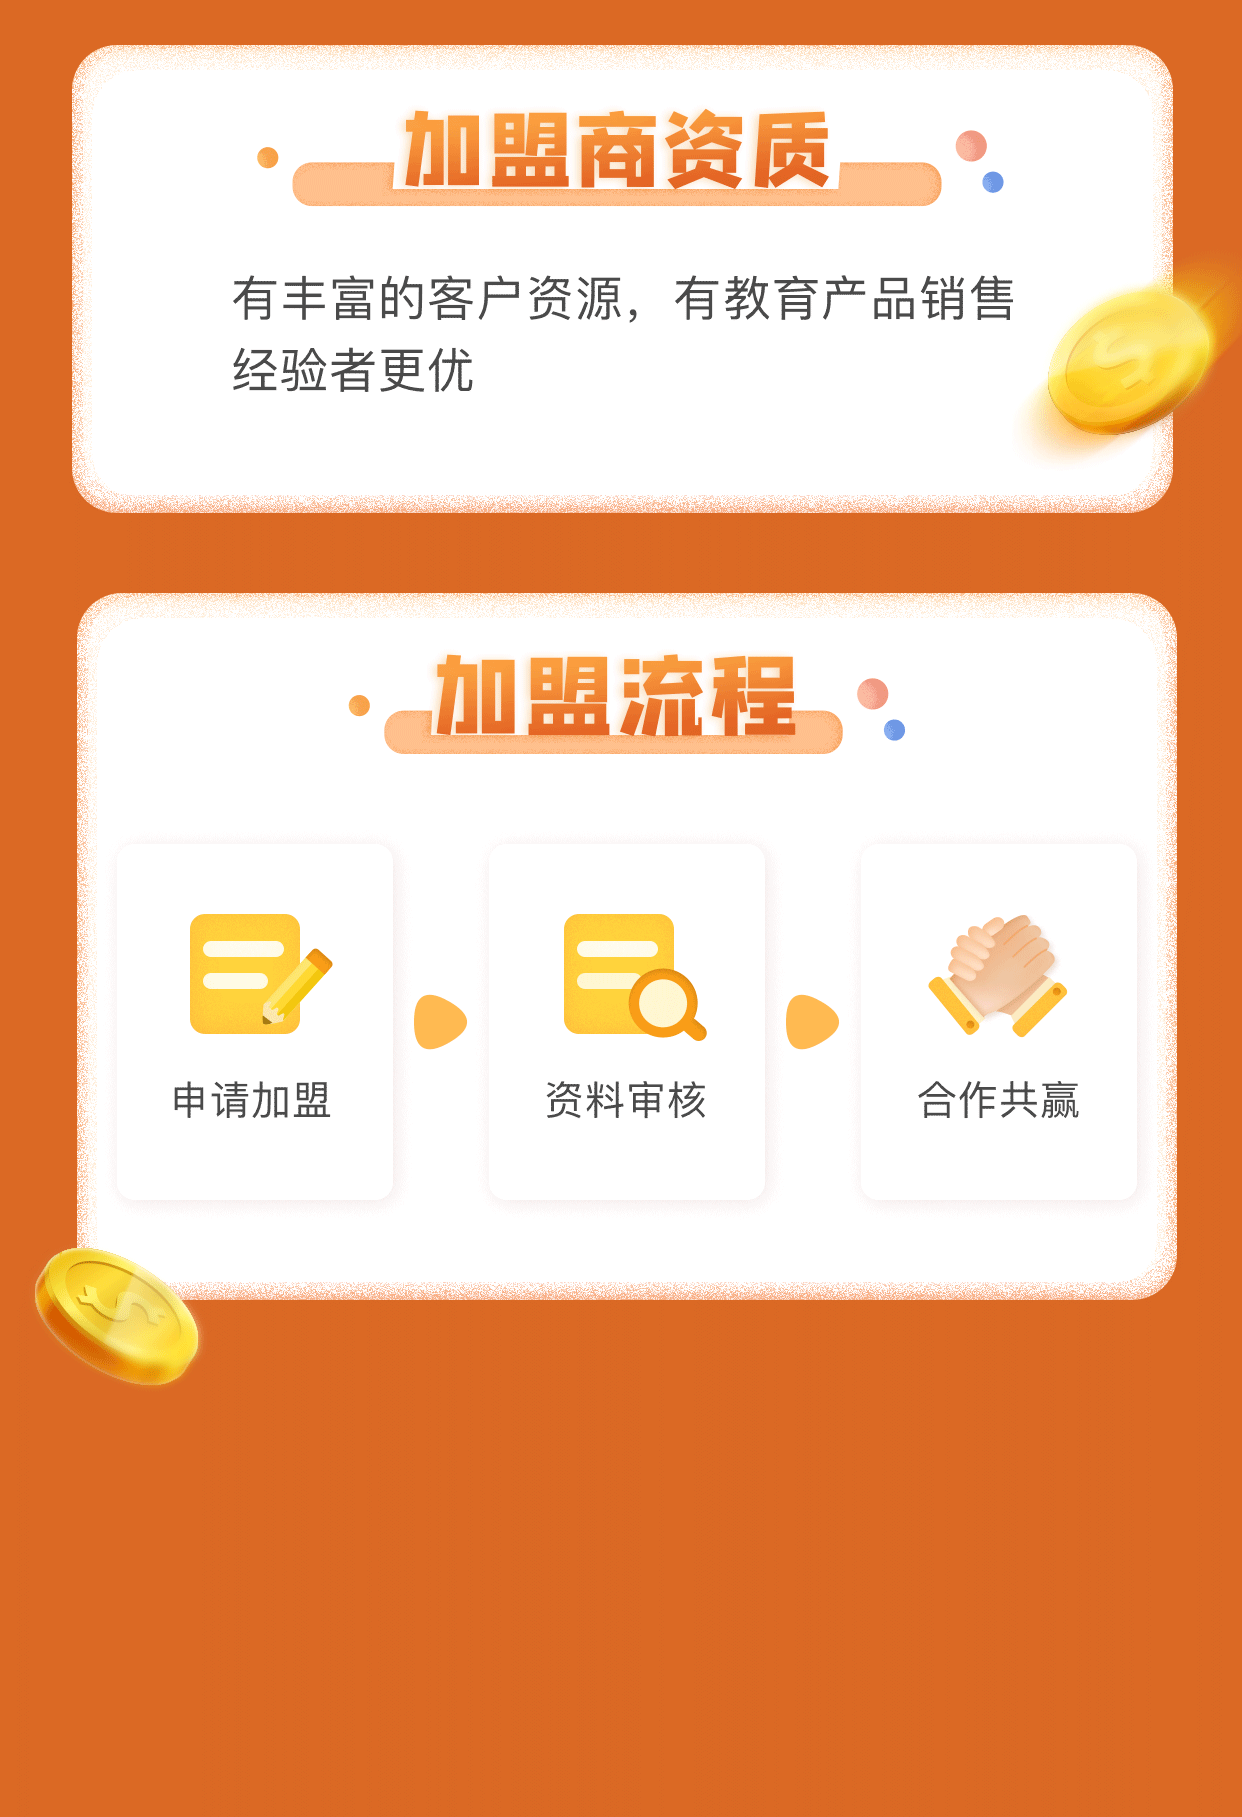 加盟商资质
有丰富的客户资源，有教育产品销售
经验者更优
加盟流程
申请加盟
资料审核
合作共赢